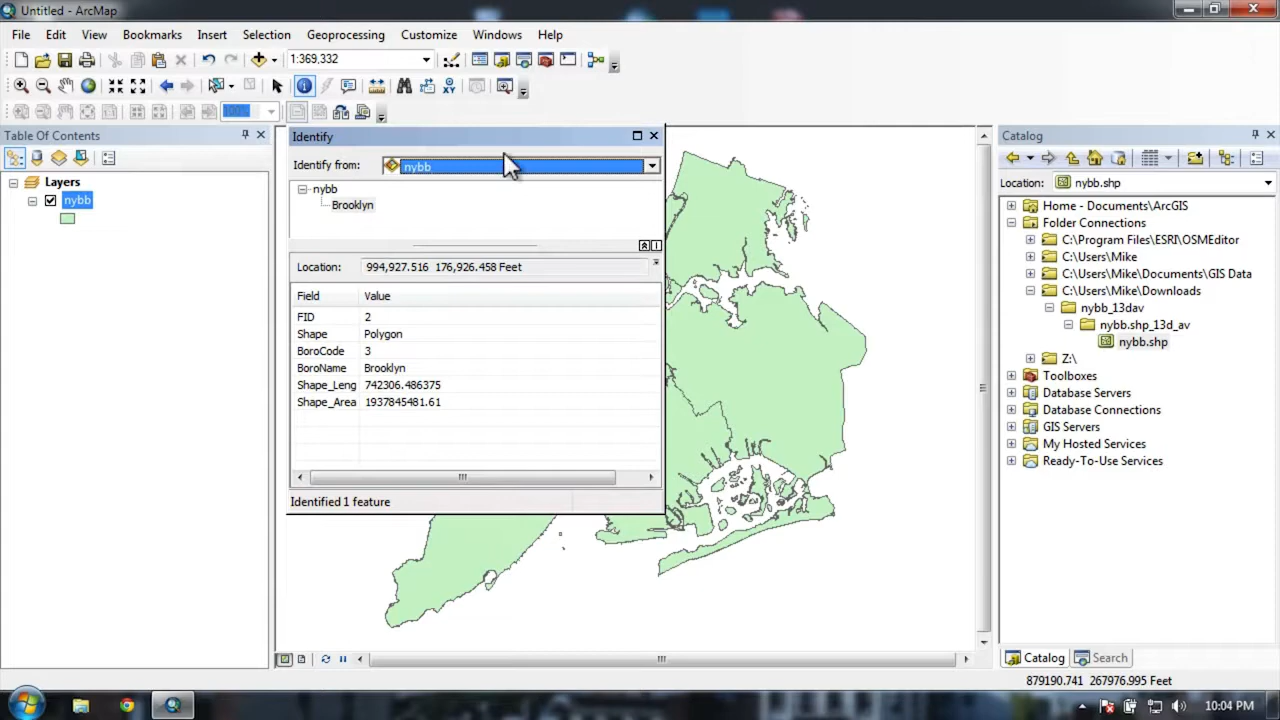 Untitled - ArcMap
File Edit View Bookmarks Insert Selection Geoprocessing Customize Windows Help
1:369,332
100%
Table Of Contents
Layers
nybb
Identify
Identify from: nybb
nybb
Brooklyn
Location: 994,927.516 176,926.458 Feet
Field Value
FID 2
Shape Polygon
BoroCode 3
BoroName Brooklyn
Shape_Leng 742306.486375
Shape_Area 1937845481.61
Identified 1 feature
Catalog
Location: nybb.shp
Home - Documents\ArcGIS
Folder Connections
C:\Program Files\ESRI\OSMEditor
C:\Users\Mike
C:\Users\Mike\Documents\GIS Data
C:\Users\Mike\Downloads
nybb_13dav
nybb.shp_13d_av
nybb.shp
Z:\
Toolboxes
Database Servers
Database Connections
GIS Servers
My Hosted Services
Ready-To-Use Services
Catalog Search
879190.741 267976.995 Feet
10:04 PM